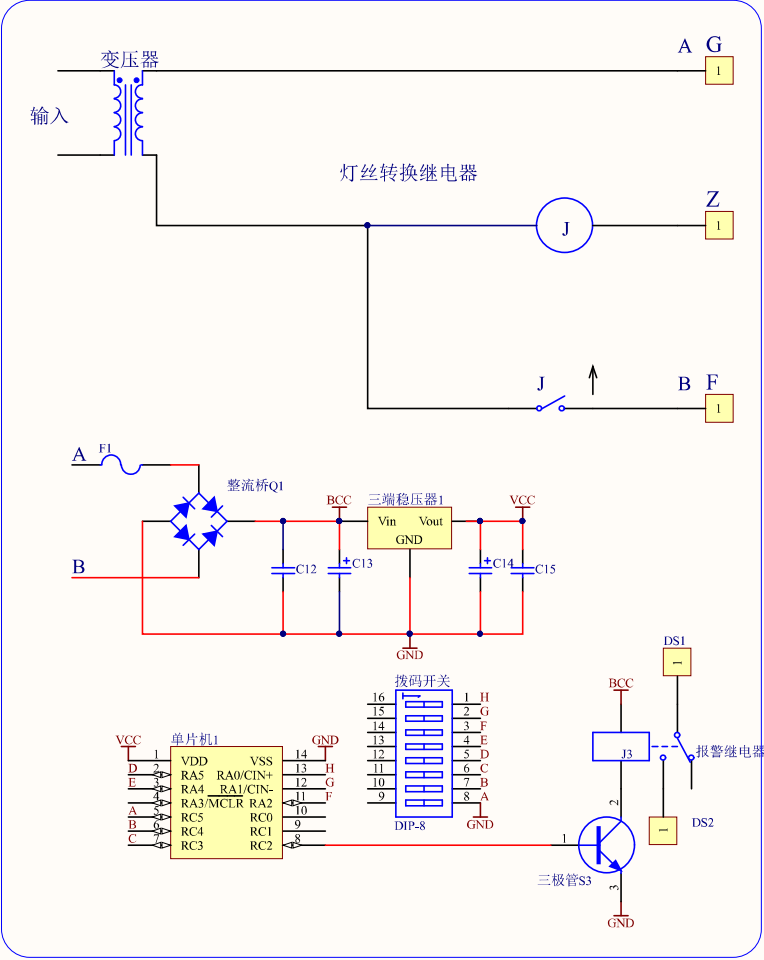 变压器
A G
1
输入
灯丝转换继电器
Z
J
1
J
B F
1
A F1
整流桥Q1
BCC
三端稳压器1
VCC
Vin Vout
GND
B
C12
C13
C14
C15
GND
DS1
1
拨码开关
BCC
16 1 H
15 2 G
14 3 F
13 4 E
12 5 D
11 6 C
10 7 B
9 8 A
DIP-8
GND
J3
报警继电器
VCC
单片机1
GND
1 VDD VSS 14
D 2 RA5 RA0/CIN+ 13 H
E 3 RA4 RA1/CIN- 12 G
4 RA3/MCLR RA2 11 F
A 5 RC5 RC0 10
B 6 RC4 RC1 9
C 7 RC3 RC2 8
2
1
DS2
1
三极管S3
3
GND